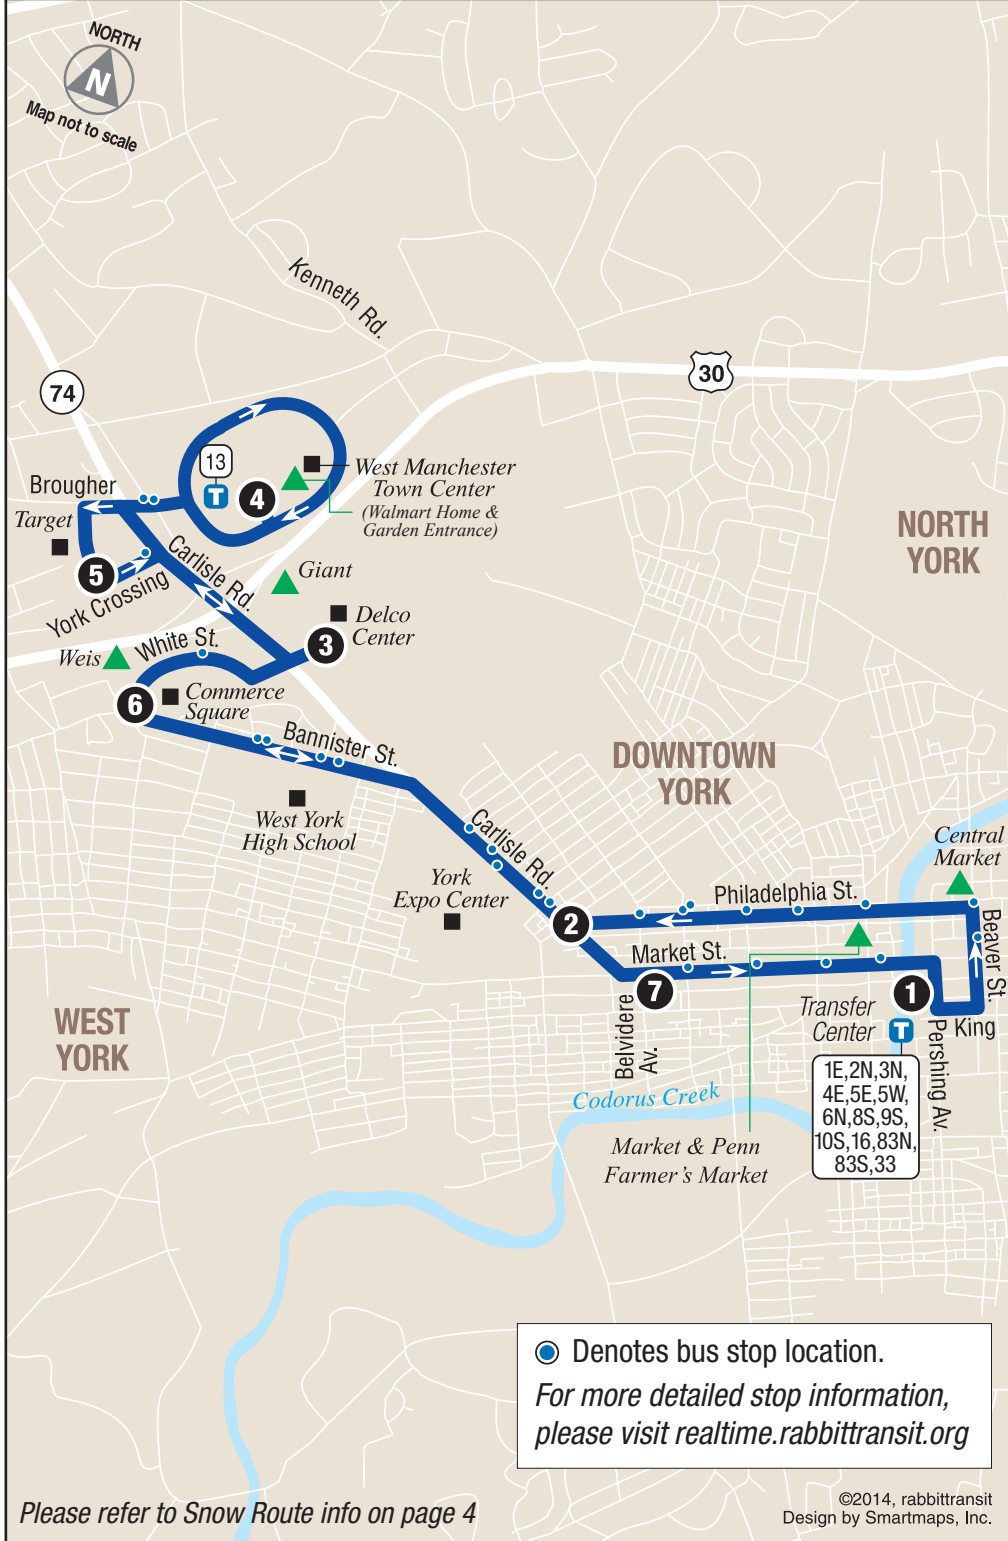 NORTH
N
Map not to scale
Kenneth Rd.
74
30
13
T
4
West Manchester
Town Center
(Walmart Home &
Garden Entrance)
Brougher
Target
5
York Crossing
Carlisle Rd.
Giant
Delco
Center
3
NORTH
YORK
Weis
White St.
6
Commerce
Square
Bannister St.
West York
High School
DOWNTOWN
YORK
Carlisle Rd.
York
Expo Center
Central
Market
Philadelphia St.
2
Market St.
7
Beaver St.
1
Transfer
Center
T
King
Pershing Av.
Belvidere
Av.
WEST
YORK
1E,2N,3N,
4E,5E,5W,
6N,8S,9S,
10S,16,83N,
83S,33
Codorus Creek
Market & Penn
Farmer's Market
Denotes bus stop location.
For more detailed stop information,
please visit realtime.rabbittransit.org
Please refer to Snow Route info on page 4
©2014, rabbittransit
Design by Smartmaps, Inc.